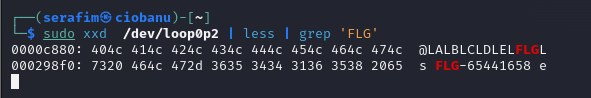 ┌──(serafim㉿ciobanu)-[~]
└─$ sudo xxd  /dev/loop0p2 | less | grep 'FLG'
0000c880: 404c 414c 424c 434c 444c 454c 464c 474c  @LALBLCLDLELFLGL
000298f0: 7320 464c 472d 3635 3434 3136 3538 2065  s FLG-65441658 e